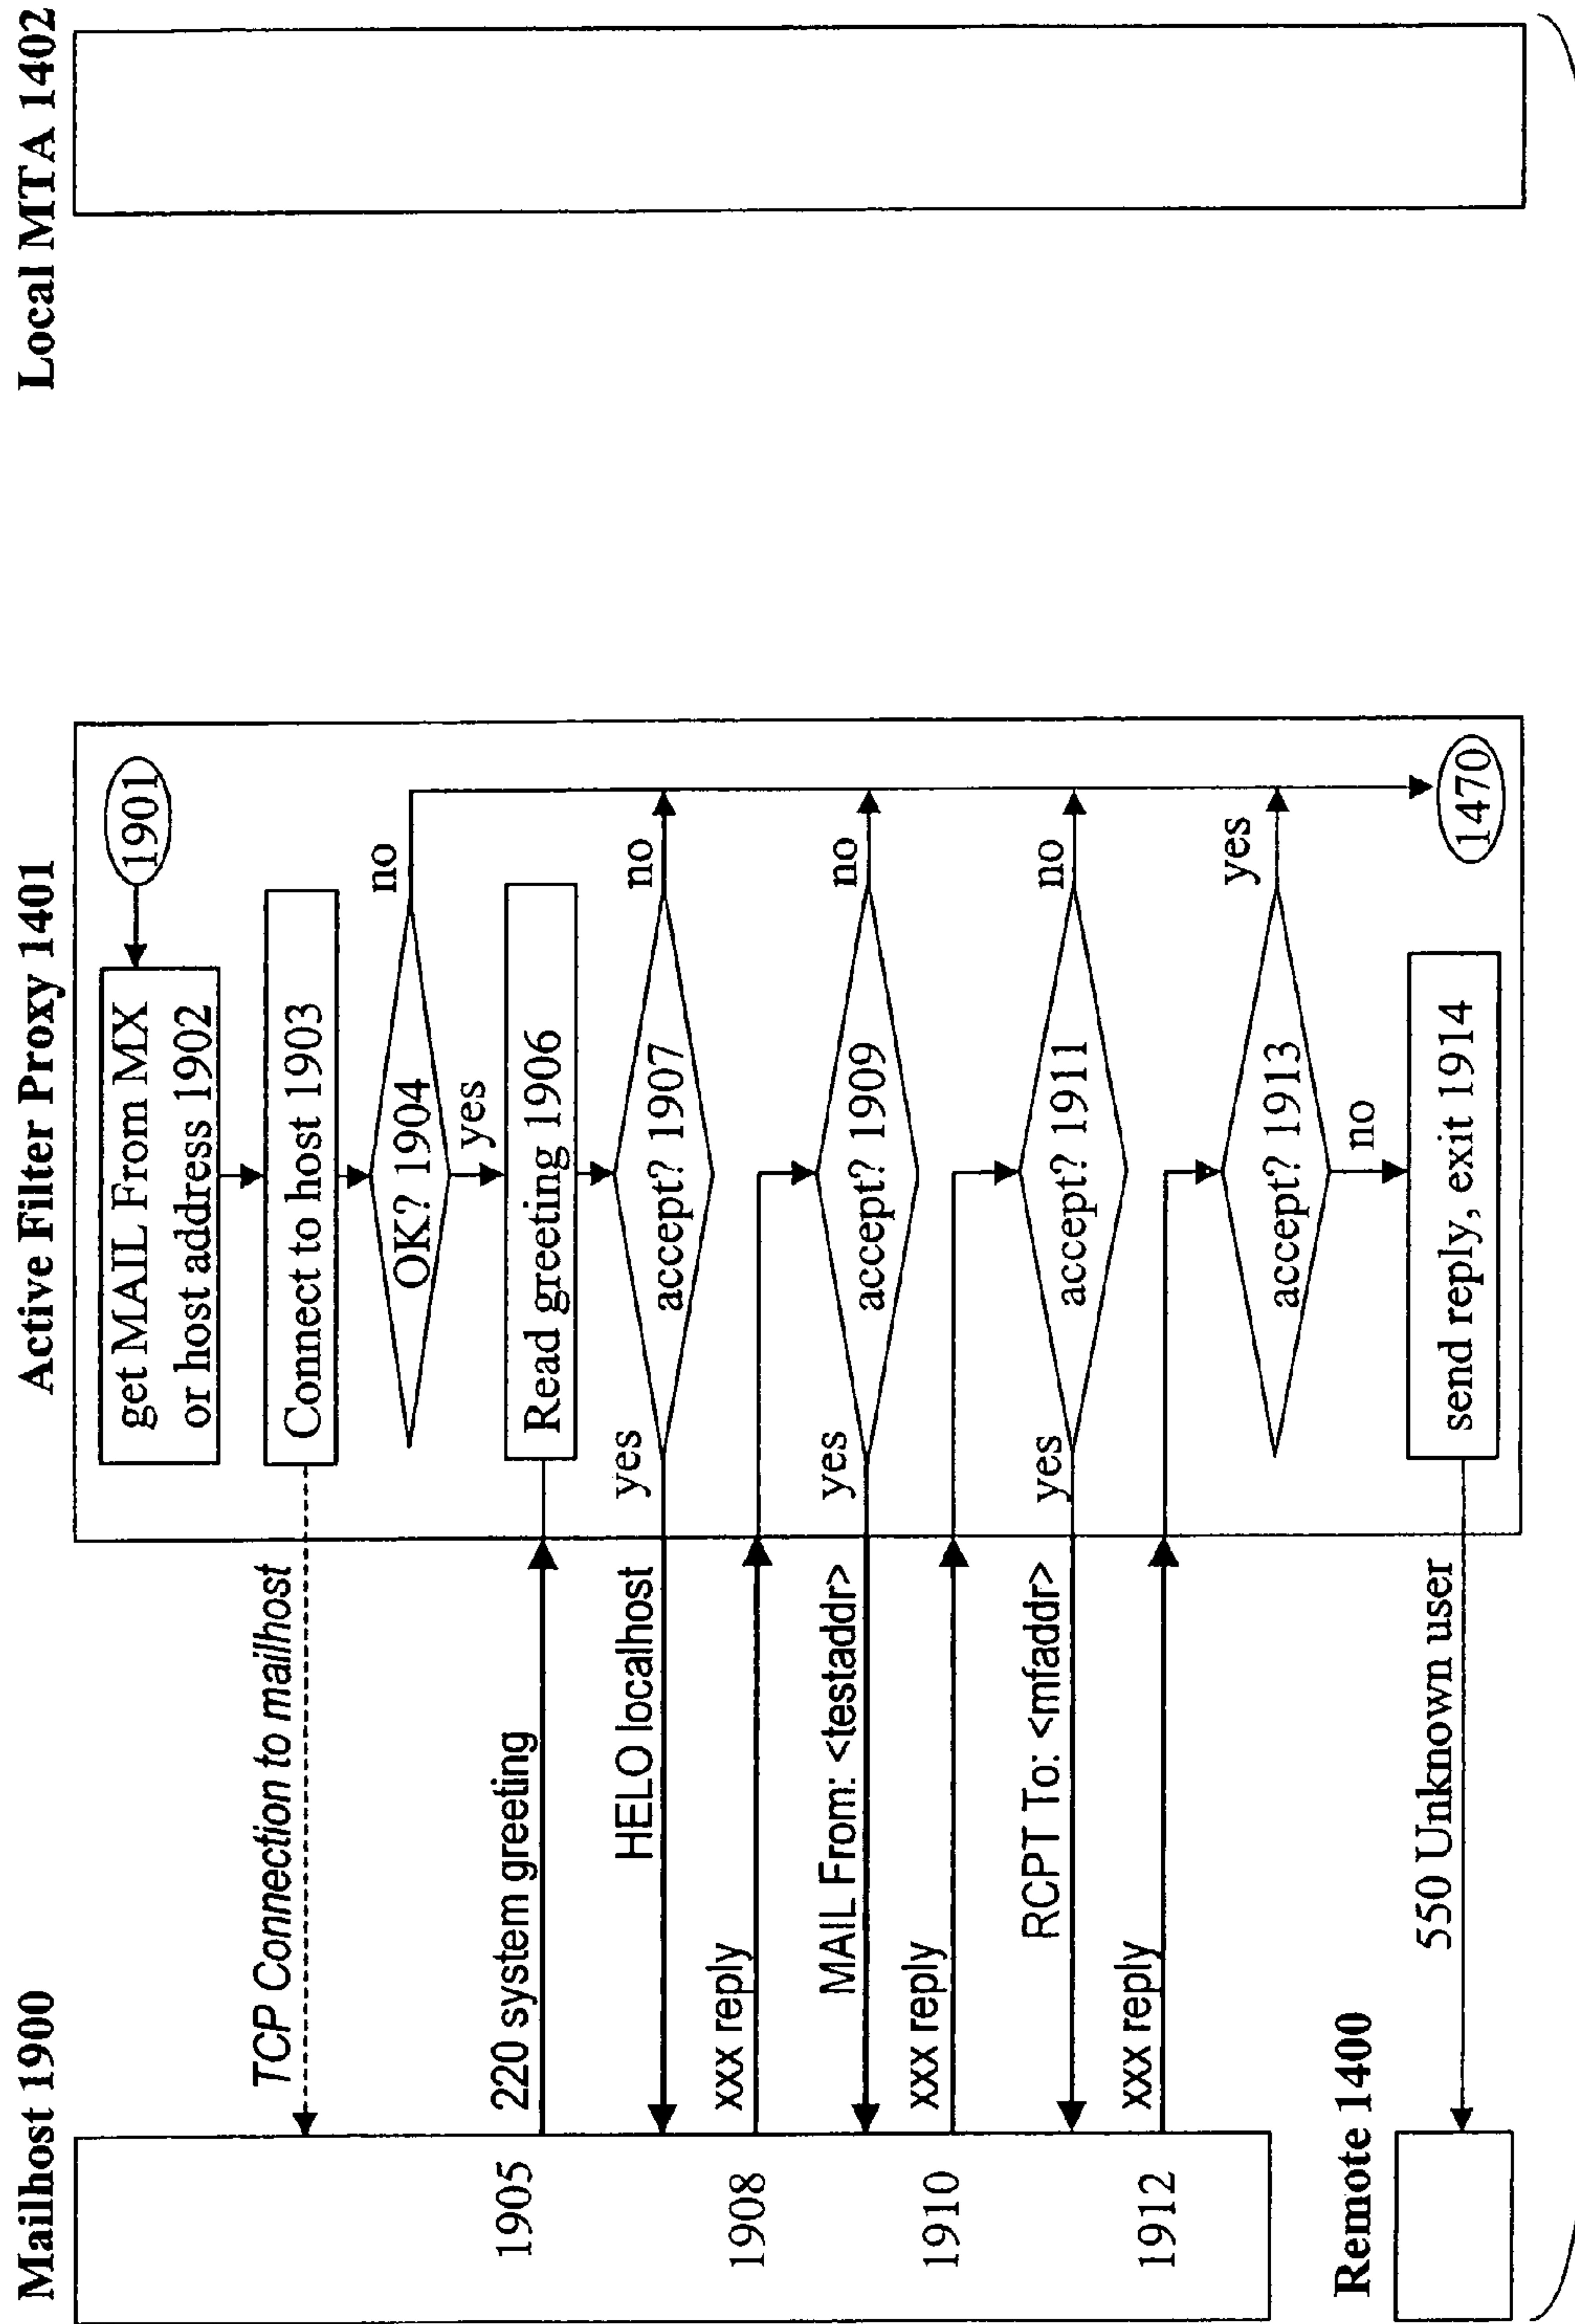 Mailhost 1900
Active Filter Proxy 1401
Local MTA 1402
1901
get MAIL From MX
or host address 1902
TCP Connection to mailhost
Connect to host 1903
OK? 1904
no
yes
1905
220 system greeting
Read greeting 1906
HELO localhost
yes
accept? 1907
no
1908
xxx reply
MAIL From: <testaddr>
yes
accept? 1909
no
1910
xxx reply
RCPT To: <mfaddr>
yes
accept? 1911
no
1912
xxx reply
accept? 1913
yes
no
Remote 1400
550 Unknown user
send reply, exit 1914
1470